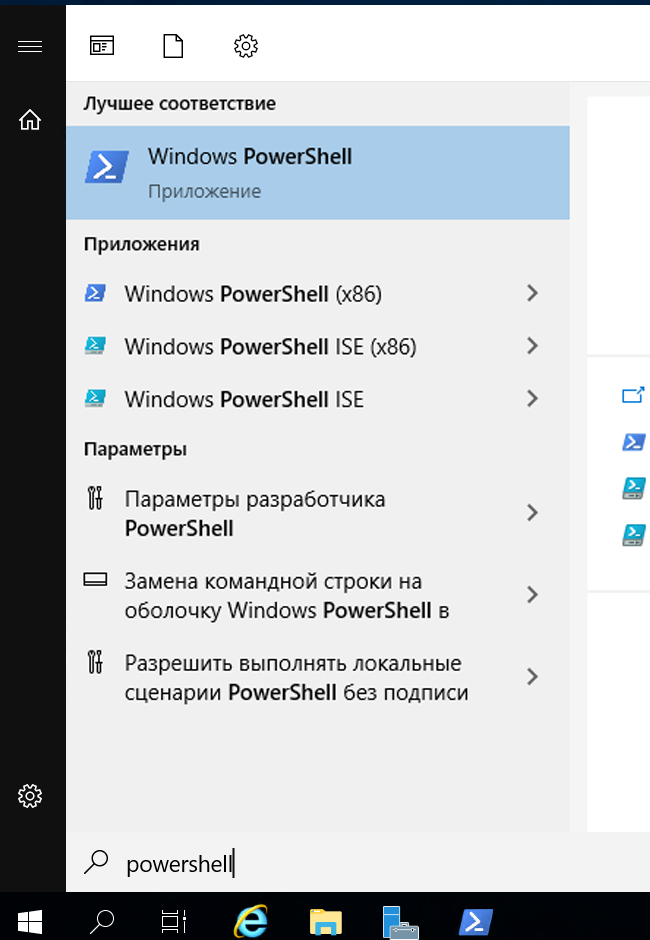 Лучшее соответствие
Windows PowerShell
Приложение
Приложения
Windows PowerShell (x86)
Windows PowerShell ISE (x86)
Windows PowerShell ISE
Параметры
Параметры разработчика
PowerShell
Замена командной строки на
оболочку Windows PowerShell в
Разрешить выполнять локальные
сценарии PowerShell без подписи
powershell